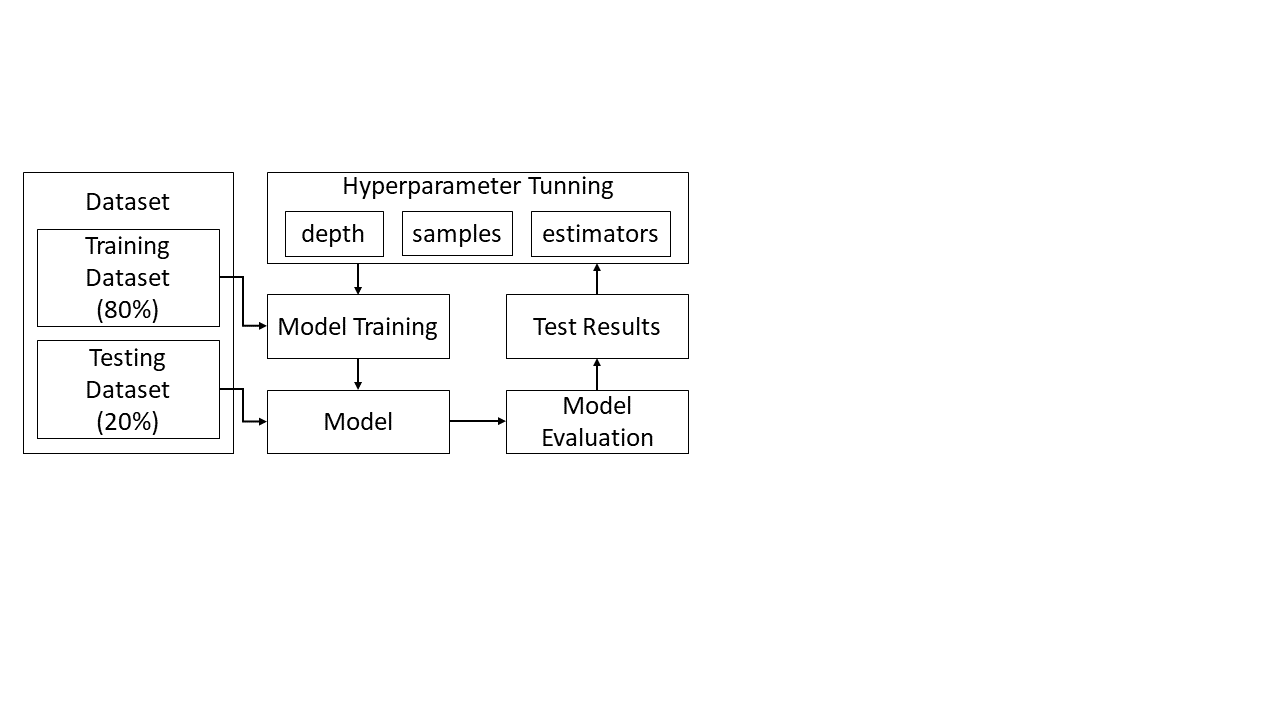 Dataset
Training
Dataset
(80%)
Testing
Dataset
(20%)
Hyperparameter Tunning
depth
samples
estimators
Model Training
Test Results
Model
Model
Evaluation